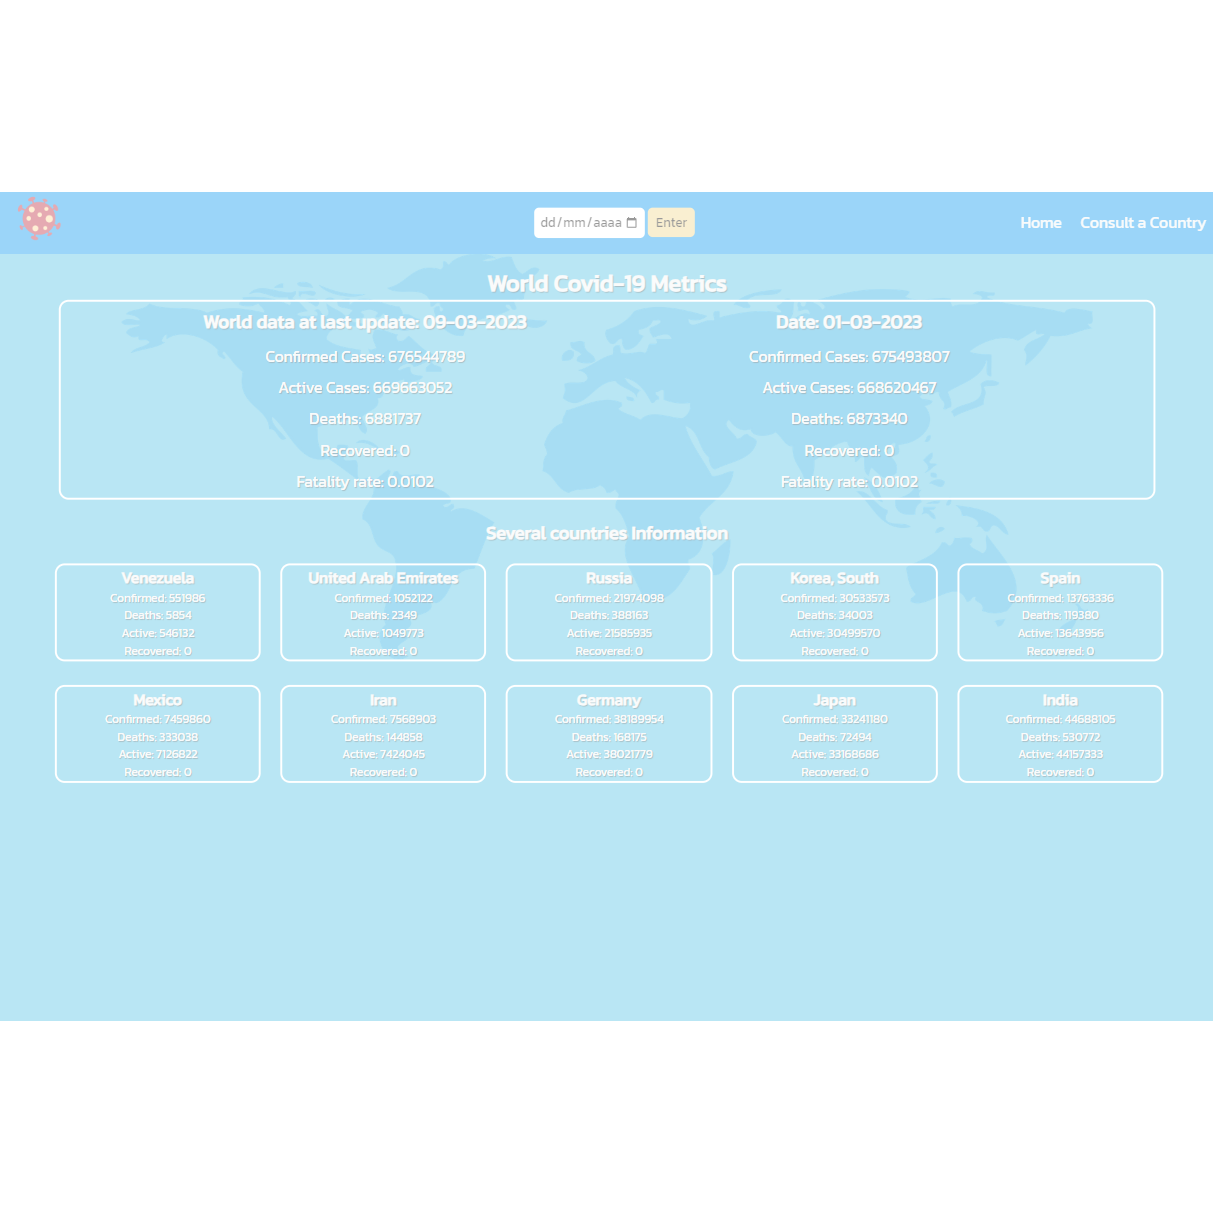 dd/mm/aaaa Enter Home Consult a Country
World Covid-19 Metrics
World data at last update: 09-03-2023
Confirmed Cases: 676544789
Active Cases: 669663052
Deaths: 6881737
Recovered: 0
Fatality rate: 0.0102
Date: 01-03-2023
Confirmed Cases: 675493807
Active Cases: 668620467
Deaths: 6873340
Recovered: 0
Fatality rate: 0.0102
Several countries Information
Venezuela
Confirmed: 551986
Deaths: 5854
Active: 546132
Recovered: 0
United Arab Emirates
Confirmed: 1052122
Deaths: 2349
Active: 1049773
Recovered: 0
Russia
Confirmed: 21974098
Deaths: 388163
Active: 21585935
Recovered: 0
Korea, South
Confirmed: 30533573
Deaths: 34003
Active: 30499570
Recovered: 0
Spain
Confirmed: 13763336
Deaths: 119380
Active: 13643956
Recovered: 0
Mexico
Confirmed: 7459860
Deaths: 333038
Active: 7126822
Recovered: 0
Iran
Confirmed: 7568903
Deaths: 144858
Active: 7424045
Recovered: 0
Germany
Confirmed: 38189954
Deaths: 168175
Active: 38021779
Recovered: 0
Japan
Confirmed: 33241180
Deaths: 72494
Active: 33168686
Recovered: 0
India
Confirmed: 44688105
Deaths: 530772
Active: 44157333
Recovered: 0